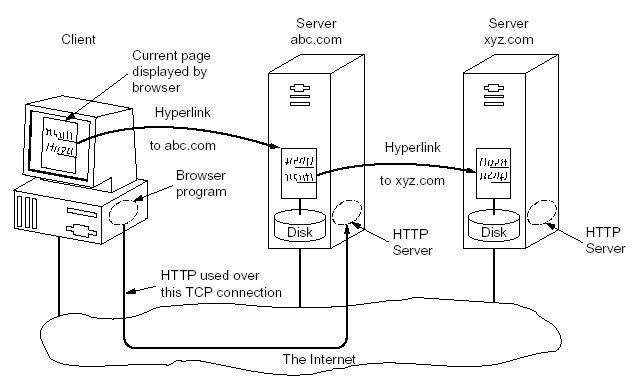 Client
Server
abc.com
Server
xyz.com
Current page
displayed by
browser
Hyperlink
to abc.com
Hyperlink
to xyz.com
Browser
program
Disk
HTTP
Server
Disk
HTTP
Server
HTTP used over
this TCP connection
The Internet